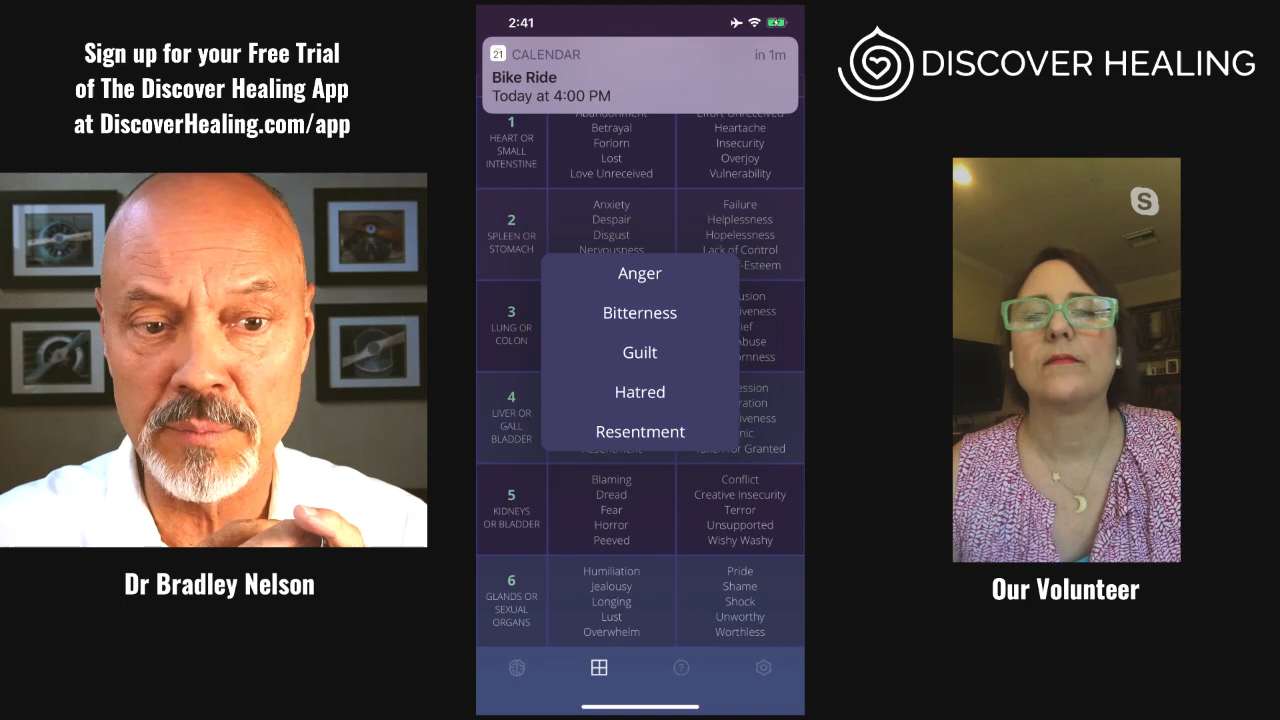 Sign up for your Free Trial
of The Discover Healing App
at DiscoverHealing.com/app
Dr Bradley Nelson
2:41
21 CALENDAR in 1m
Bike Ride
Today at 4:00 PM
1
HEART OR
SMALL
INTENSTINE
Betrayal
Forlorn
Lost
Love Unreceived
Heartache
Insecurity
Overjoy
Vulnerability
2
SPLEEN OR
STOMACH
Anxiety
Despair
Disgust
Nervousness
Failure
Helplessness
Hopelessness
Lack of Control
-Esteem
3
LUNG OR
COLON
4
LIVER OR
GALL
BLADDER
Anger
Bitterness
Guilt
Hatred
Resentment
for Granted
5
KIDNEYS
OR BLADDER
Blaming
Dread
Fear
Horror
Peeved
Conflict
Creative Insecurity
Terror
Unsupported
Wishy Washy
6
GLANDS OR
SEXUAL
ORGANS
Humiliation
Jealousy
Longing
Lust
Overwhelm
Pride
Shame
Shock
Unworthy
Worthless
?
DISCOVER HEALING
S
Our Volunteer